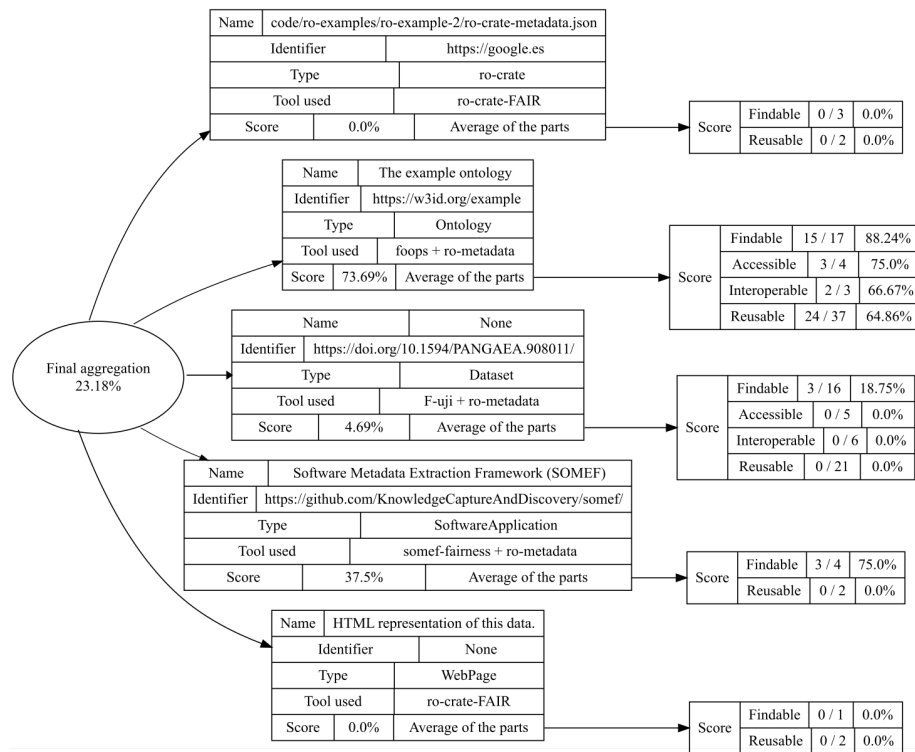 Name code/ro-examples/ro-example-2/ro-crate-metadata.json
Identifier https://google.es
Type ro-crate
Tool used ro-crate-FAIR
Score 0.0% Average of the parts
Score
Findable 0 / 3 0.0%
Reusable 0 / 2 0.0%
Name The example ontology
Identifier https://w3id.org/example
Type Ontology
Tool used foops + ro-metadata
Score 73.69% Average of the parts
Score
Findable 15 / 17 88.24%
Accessible 3 / 4 75.0%
Interoperable 2 / 3 66.67%
Reusable 24 / 37 64.86%
Final aggregation
23.18%
Name None
Identifier https://doi.org/10.1594/PANGAEA.908011/
Type Dataset
Tool used F-uji + ro-metadata
Score 4.69% Average of the parts
Score
Findable 3 / 16 18.75%
Accessible 0 / 5 0.0%
Interoperable 0 / 6 0.0%
Reusable 0 / 21 0.0%
Name Software Metadata Extraction Framework (SOMEF)
Identifier https://github.com/KnowledgeCaptureAndDiscovery/somef/
Type SoftwareApplication
Tool used somef-fairness + ro-metadata
Score 37.5% Average of the parts
Score
Findable 3 / 4 75.0%
Reusable 0 / 2 0.0%
Name HTML representation of this data.
Identifier None
Type WebPage
Tool used ro-crate-FAIR
Score 0.0% Average of the parts
Score
Findable 0 / 1 0.0%
Reusable 0 / 2 0.0%